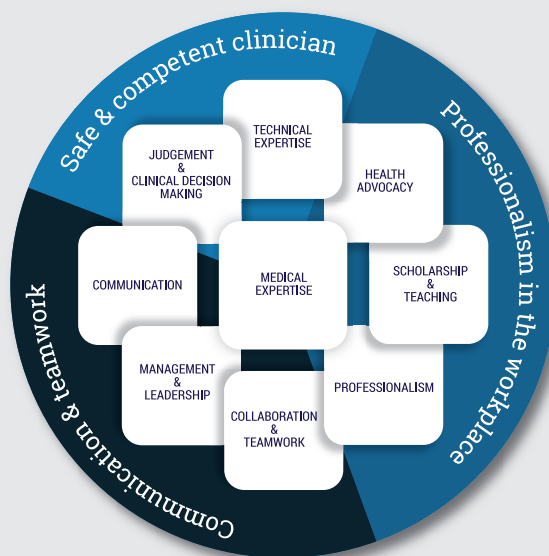 Safe & competent clinician
Professionalism in the workplace
Communication & teamwork
TECHNICAL
EXPERTISE
JUDGEMENT
&
CLINICAL DECISION
MAKING
HEALTH
ADVOCACY
COMMUNICATION
MEDICAL
EXPERTISE
SCHOLARSHIP
&
TEACHING
MANAGEMENT
&
LEADERSHIP
PROFESSIONALISM
COLLABORATION
&
TEAMWORK